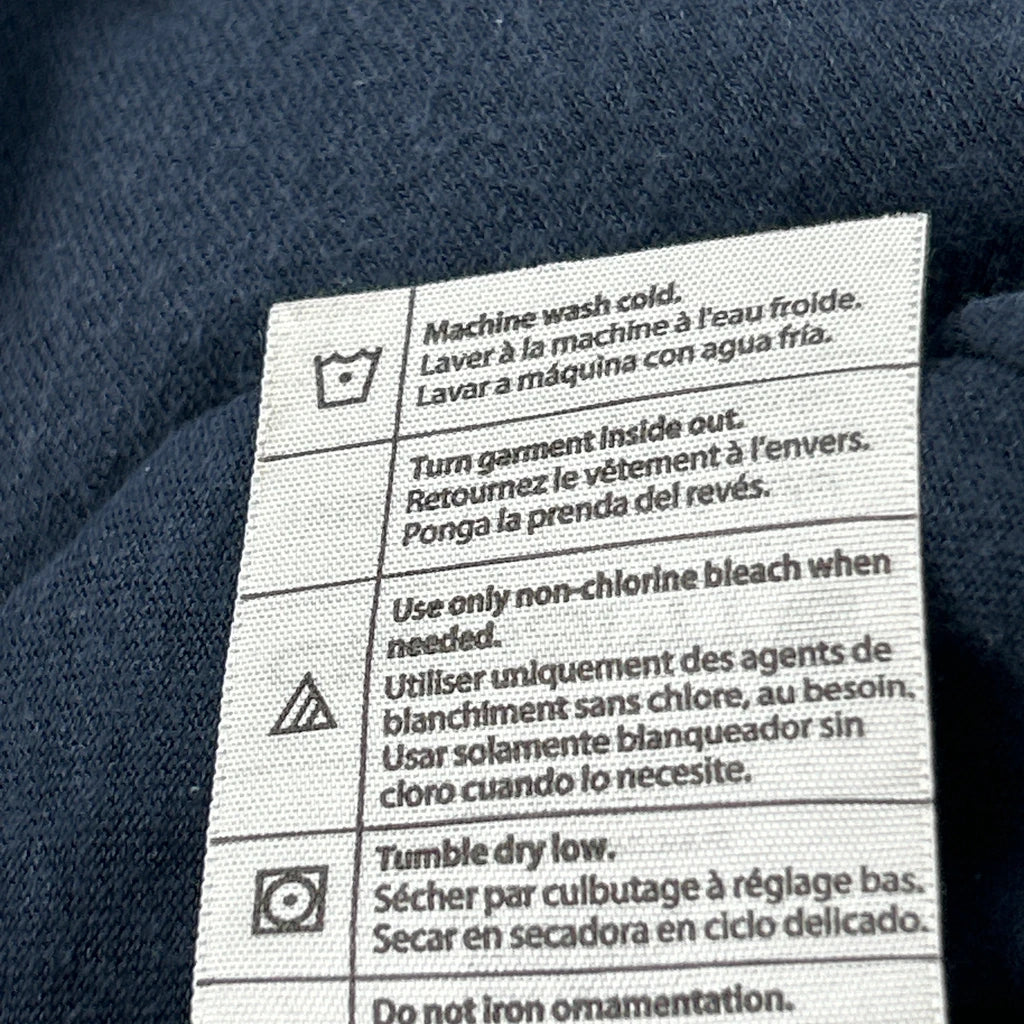 Machine wash cold.
Laver à la machine à l'eau froide.
Lavar a máquina con agua fría.
Turn garment inside out.
Retournez le vêtement à l'envers.
Ponga la prenda del revés.
Use only non-chlorine bleach when
needed.
Utiliser uniquement des agents de
blanchiment sans chlore, au besoin.
Usar solamente blanqueador sin
cloro cuando lo necesite.
Tumble dry low.
Sécher par culbutage à réglage bas.
Secar en secadora en ciclo delicado.
Do not iron ornamentation.